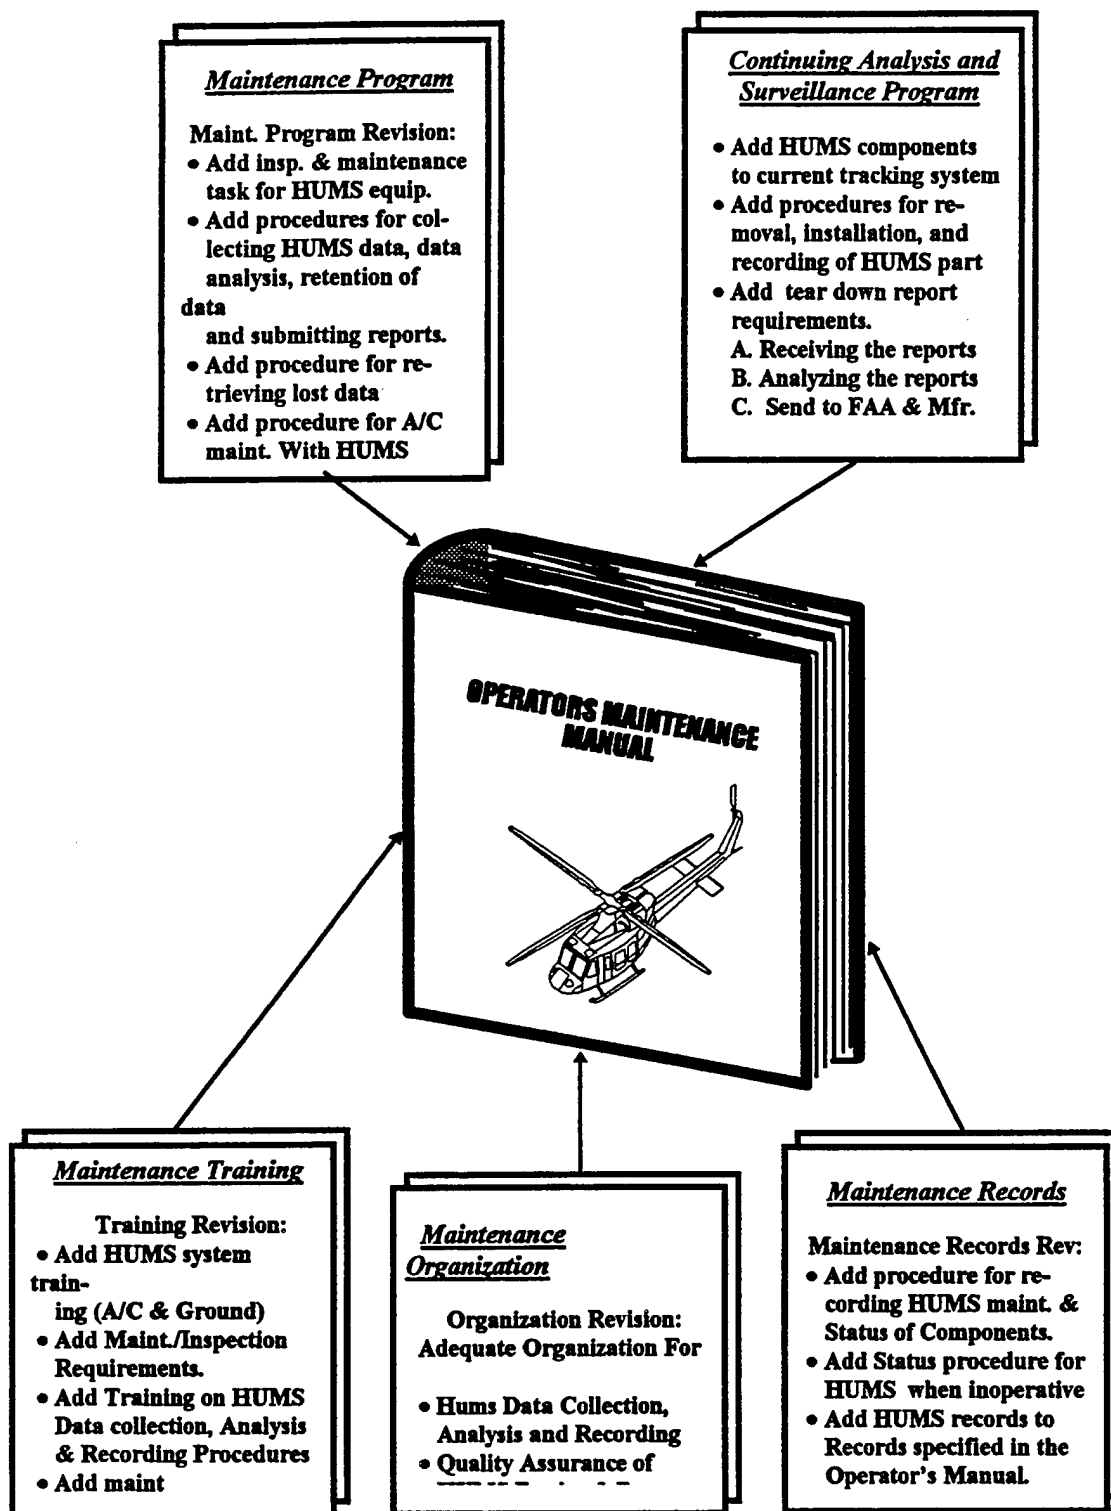 Maintenance Program
Maint. Program Revision:
• Add insp. & maintenance
task for HUMS equip.
• Add procedures for col-
lecting HUMS data, data
analysis, retention of
data
and submitting reports.
• Add procedure for re-
trieving lost data
• Add procedure for A/C
maint. With HUMS
Continuing Analysis and
Surveillance Program
• Add HUMS components
to current tracking system
• Add procedures for re-
moval, installation, and
recording of HUMS part
• Add tear down report
requirements.
A. Receiving the reports
B. Analyzing the reports
C. Send to FAA & Mfr.
OPERATORS MAINTENANCE
MANUAL
Maintenance Training
Training Revision:
• Add HUMS system
train-
ing (A/C & Ground)
• Add Maint./Inspection
Requirements.
• Add Training on HUMS
Data collection, Analysis
& Recording Procedures
• Add maint
Maintenance
Organization
Organization Revision:
Adequate Organization For
• Hums Data Collection,
Analysis and Recording
• Quality Assurance of
Maintenance Records
Maintenance Records Rev:
• Add procedure for re-
cording HUMS maint. &
Status of Components.
• Add Status procedure for
HUMS when inoperative
• Add HUMS records to
Records specified in the
Operator's Manual.